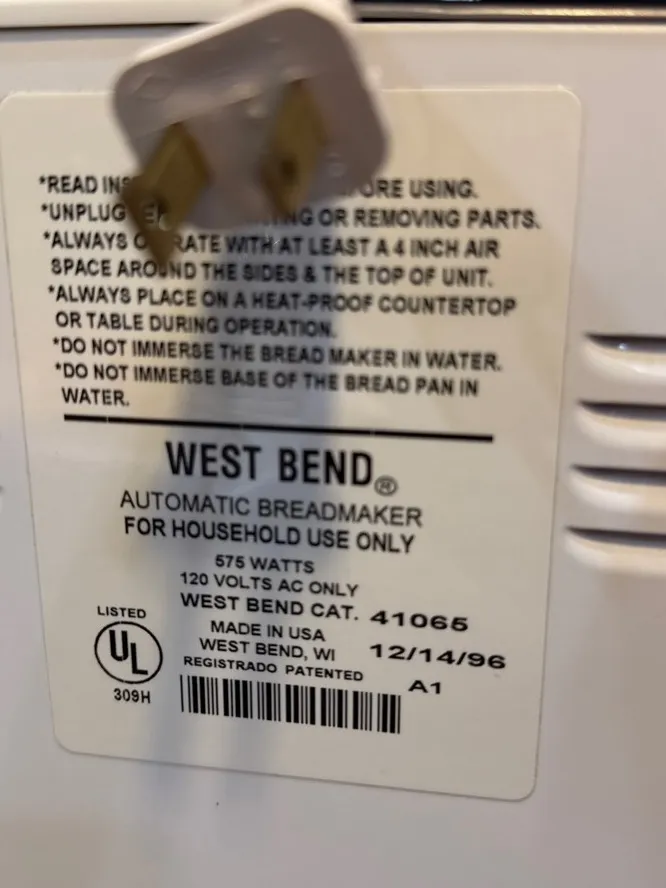 *READ INS ORE USING.
*UNPLUG OR REMOVING PARTS.
*ALWAYS O RATE WITH AT LEAST A 4 INCH AIR
SPACE AROUND THE SIDES & THE TOP OF UNIT.
*ALWAYS PLACE ON A HEAT-PROOF COUNTERTOP
OR TABLE DURING OPERATION.
*DO NOT IMMERSE THE BREAD MAKER IN WATER.
*DO NOT IMMERSE BASE OF THE BREAD PAN IN
WATER.
WEST BEND®
AUTOMATIC BREADMAKER
FOR HOUSEHOLD USE ONLY
575 WATTS
120 VOLTS AC ONLY
WEST BEND CAT. 41065
LISTED
UL
309H
MADE IN USA
WEST BEND, WI 12/14/96
REGISTRADO PATENTED A1